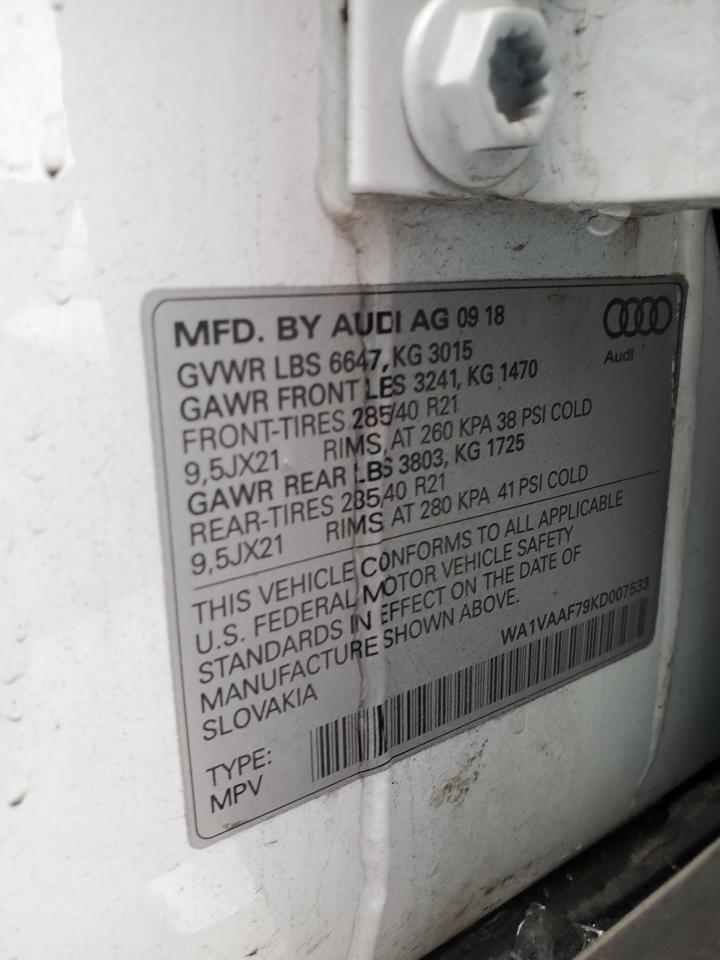 MFD. BY AUDI AG 09 18
Audi
GVWR LBS 6647, KG 3015
GAWR FRONT LBS 3241, KG 1470
FRONT-TIRES 285/40 R21
9,5JX21 RIMS, AT 260 KPA 38 PSI COLD
GAWR REAR LBS 3803, KG 1725
REAR-TIRES 285/40 R21
9,5JX21 RIMS AT 280 KPA 41 PSI COLD
THIS VEHICLE CONFORMS TO ALL APPLICABLE
U.S. FEDERAL MOTOR VEHICLE SAFETY
STANDARDS IN EFFECT ON THE DATE OF
MANUFACTURE SHOWN ABOVE.
SLOVAKIA
WA1VAAF79KD007533
TYPE:
MPV